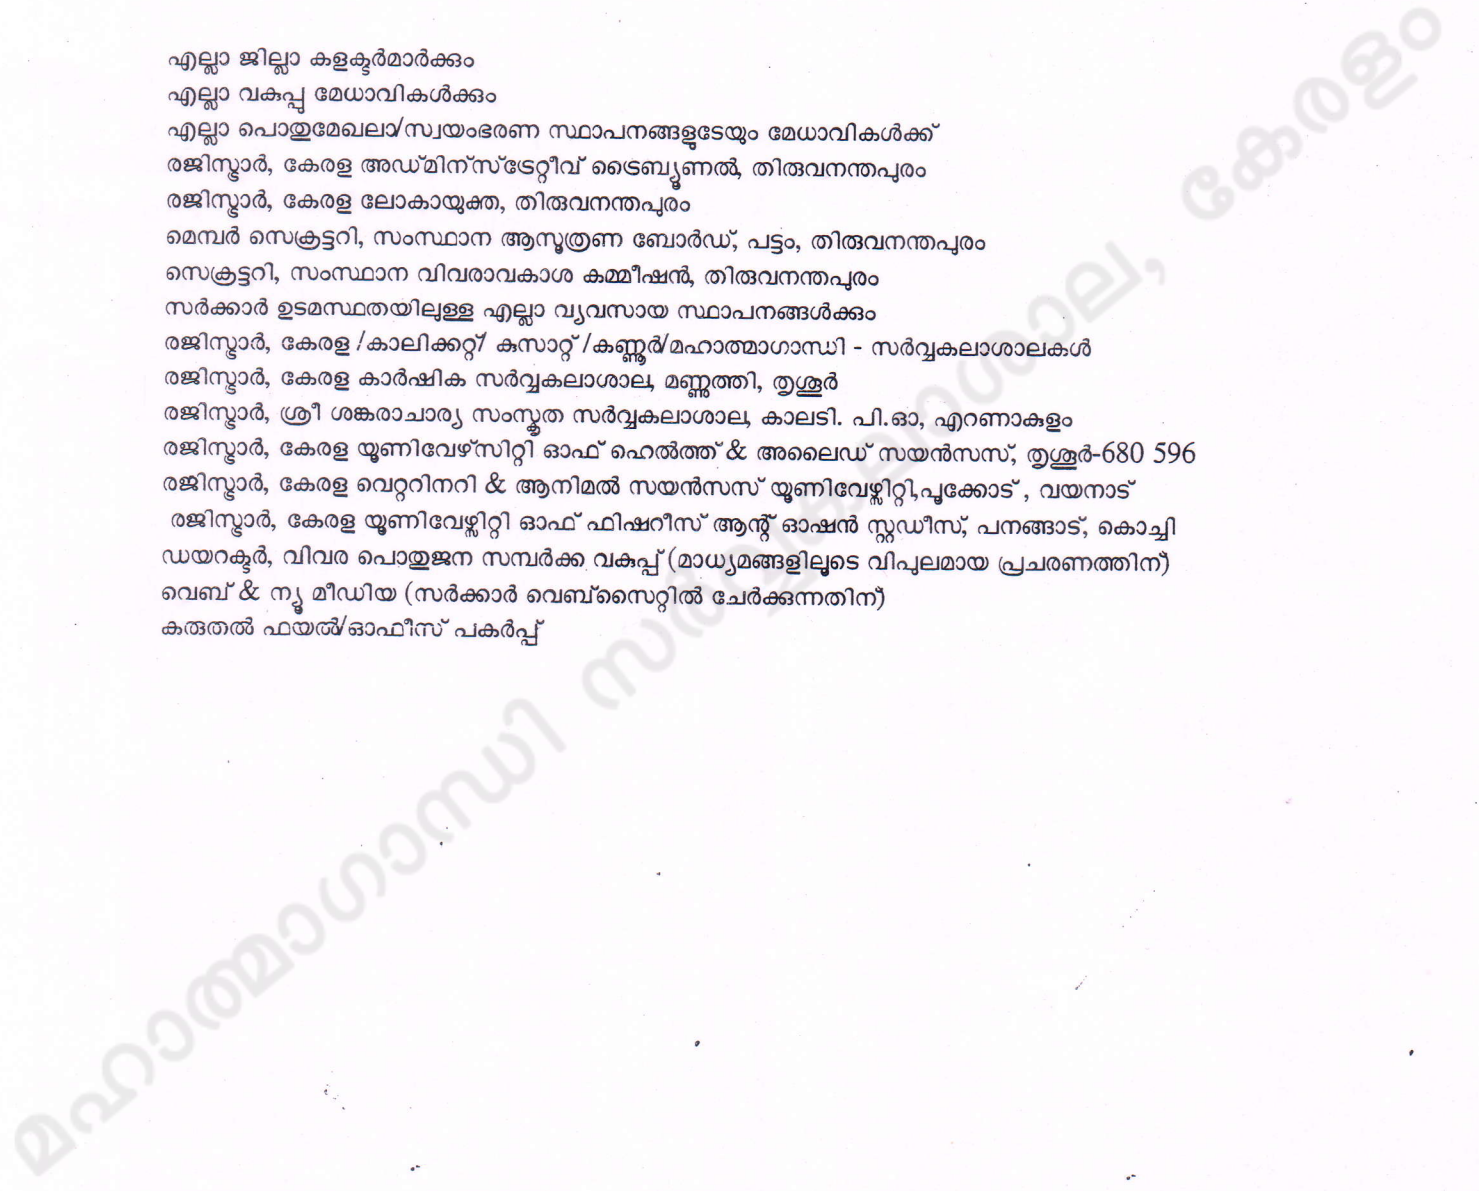 എല്ലാ ജില്ലാ കളക്ടർമാർക്കും
എല്ലാ വകുപ്പു മേധാവികൾക്കും
എല്ലാ പൊതുമേഖലാ/സ്വയംഭരണ സ്ഥാപനങ്ങളുടേയും മേധാവികൾക്ക്
രജിസ്ട്രാർ, കേരള അഡ്മിനസ്ട്രേറ്റീവ് ട്രൈബ്യൂണൽ, തിരുവനന്തപുരം
രജിസ്ട്രാർ, കേരള ലോകായുക്ത, തിരുവനന്തപുരം
മെമ്പർ സെക്രട്ടറി, സംസ്ഥാന ആസൂത്രണ ബോർഡ്, പട്ടം, തിരുവനന്തപുരം
സെക്രട്ടറി, സംസ്ഥാന വിവരാവകാശ കമ്മീഷൻ, തിരുവനന്തപുരം
സർക്കാർ ഉടമസ്ഥതയിലുള്ള എല്ലാ വ്യവസായ സ്ഥാപനങ്ങൾക്കും
രജിസ്ട്രാർ, കേരള /കാലിക്കറ്റ്/ കുസാറ്റ് /കണ്ണൂർ/മഹാത്മാഗാന്ധി - സർവ്വകലാശാലകൾ
രജിസ്ട്രാർ, കേരള കാർഷിക സർവ്വകലാശാല, മണ്ണുത്തി, തൃശൂർ
രജിസ്ട്രാർ, ശ്രീ ശങ്കരാചാര്യ സംസ്കൃത സർവ്വകലാശാല, കാലടി. പി.ഓ, എറണാകുളം
രജിസ്ട്രാർ, കേരള യൂണിവേഴ്സിറ്റി ഓഫ് ഹെൽത്ത് & അലൈഡ് സയൻസസ്, തൃശൂർ-680 596
രജിസ്ട്രാർ, കേരള വെറ്ററിനറി & ആനിമൽ സയൻസസ് യൂണിവേഴ്സിറ്റി,പൂക്കോട് , വയനാട്
രജിസ്ട്രാർ, കേരള യൂണിവേഴ്സിറ്റി ഓഫ് ഫിഷറീസ് ആന്റ് ഓഷൻ സ്റ്റഡീസ്, പനങ്ങാട്, കൊച്ചി
ഡയറക്ടർ, വിവര പൊതുജന സമ്പർക്ക വകുപ്പ് (മാധ്യമങ്ങളിലൂടെ വിപുലമായ പ്രചരണത്തിന്)
വെബ് & ന്യൂ മീഡിയ (സർക്കാർ വെബ്സൈറ്റിൽ ചേർക്കുന്നതിന്)
കരുതൽ ഫയൽ/ഓഫീസ് പകർപ്പ്
മഹാത്മാഗാന്ധി സർവ്വകലാശാല, കേരളം